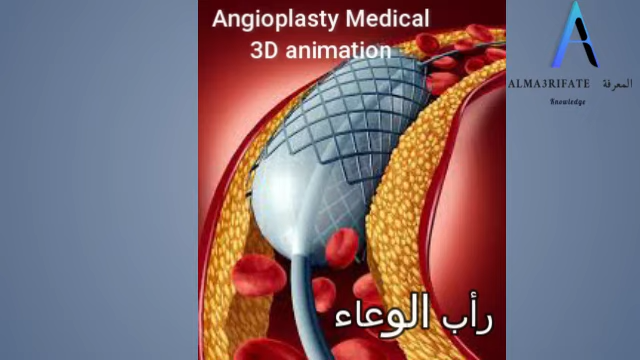 Angioplasty Medical
3D animation
ALMA3RIFATE المعرفة
Knowledge
رأب الوعاء